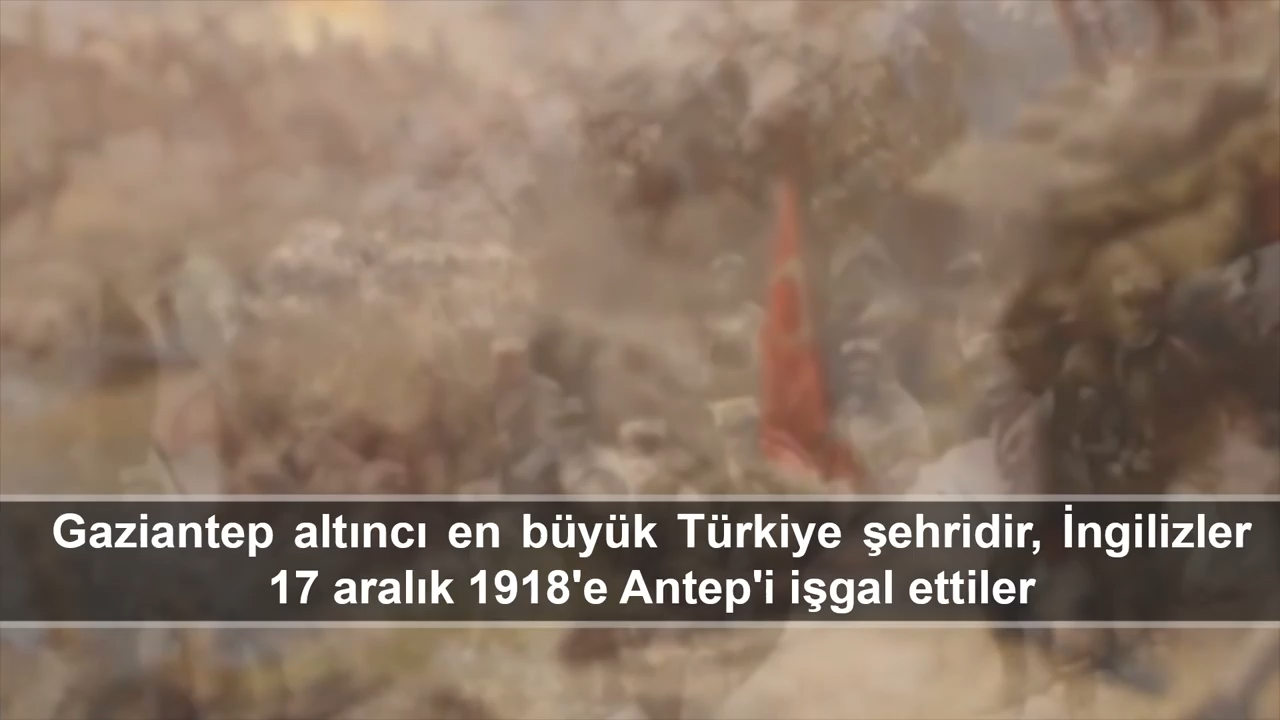 Gaziantep altıncı en büyük Türkiye şehridir, İngilizler
17 aralık 1918'e Antep'i işgal ettiler